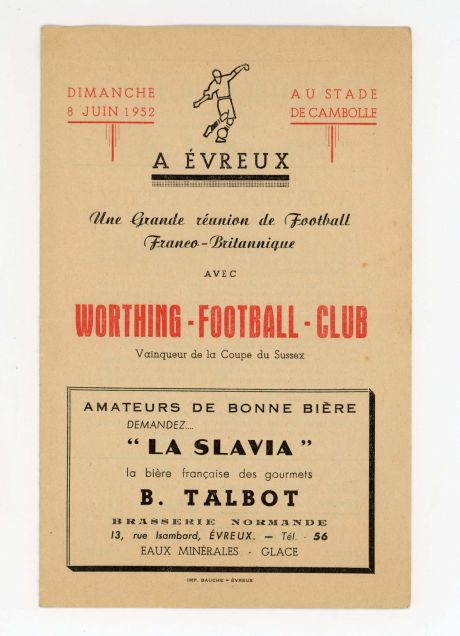 DIMANCHE
8 JUIN 1952
AU STADE
DE CAMBOLLE
A ÉVREUX
Une Grande réunion de Football
Franco-Britannique
AVEC
WORTHING - FOOTBALL - CLUB
Vainqueur de la Coupe du Sussex
AMATEURS DE BONNE BIÈRE
DEMANDEZ....
" LA SLAVIA "
la bière française des gourmets
B. TALBOT
BRASSERIE NORMANDE
13, rue Isambard, ÉVREUX. — Tél. 56
EAUX MINÉRALES - GLACE
IMP. BAUCHE - ÉVREUX